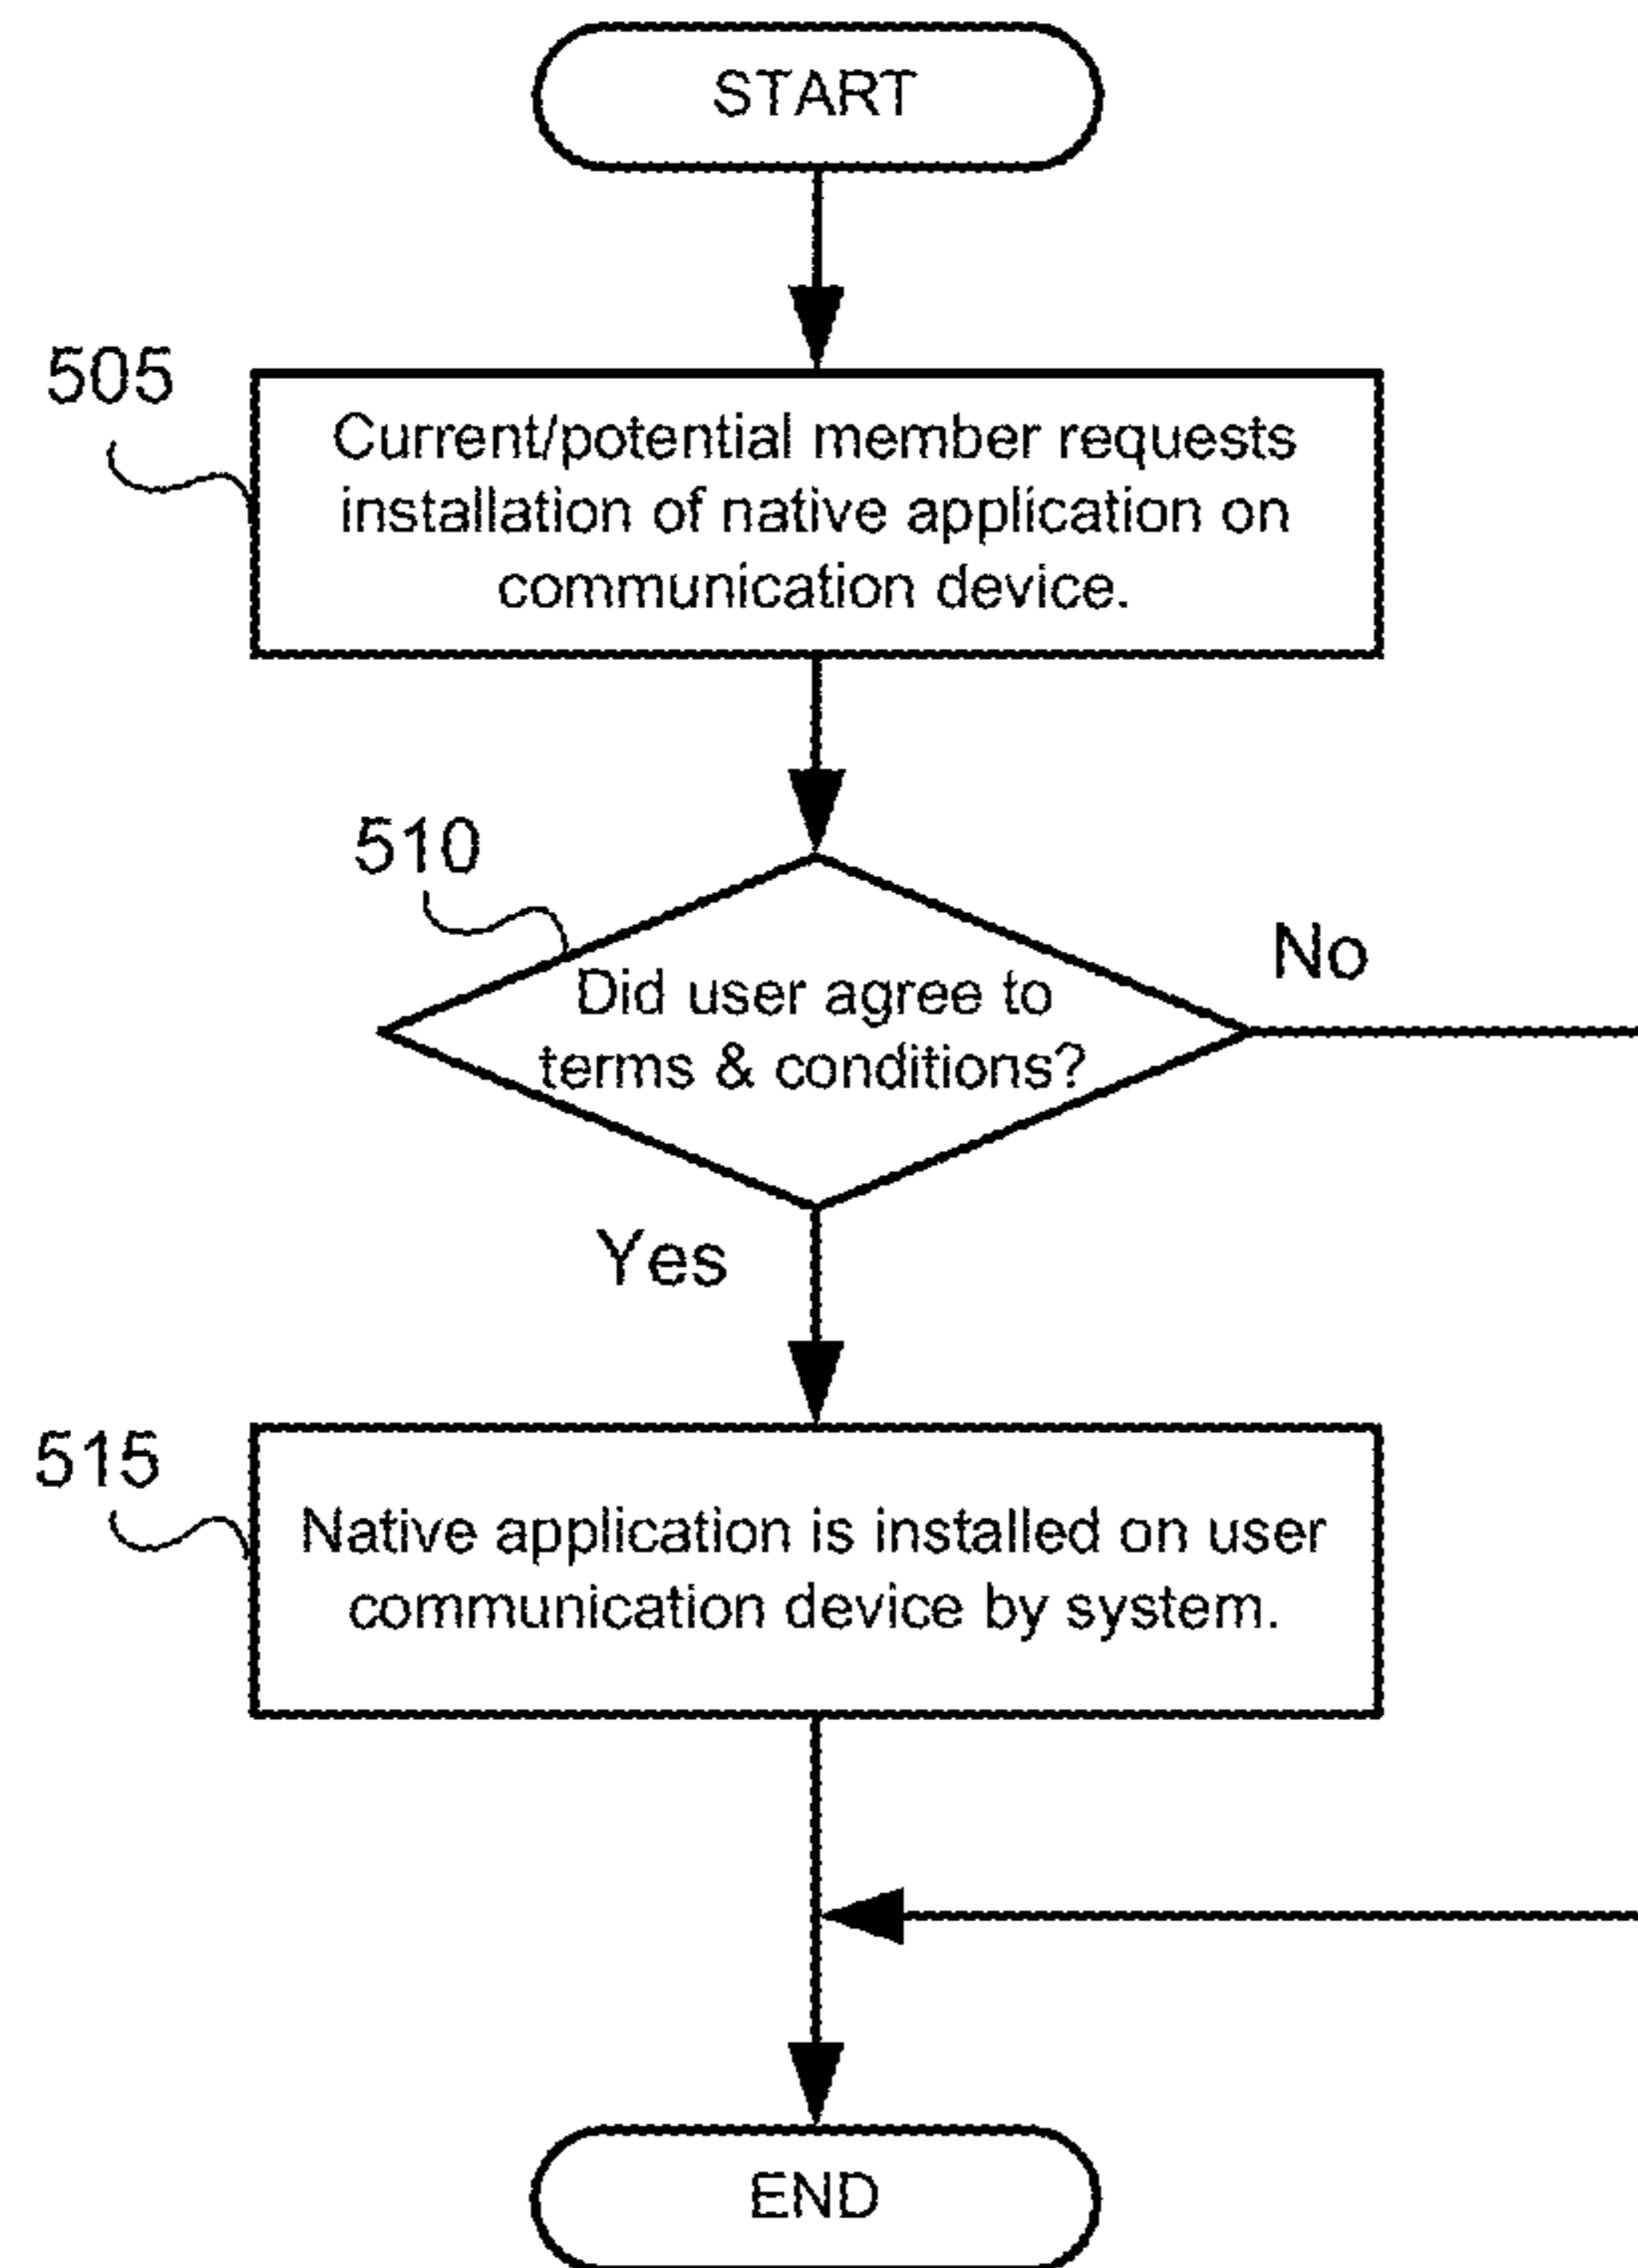 START
505
Current/potential member requests
installation of native application on
communication device.
510
No
Did user agree to
terms & conditions?
Yes
515
Native application is installed on user
communication device by system.
END